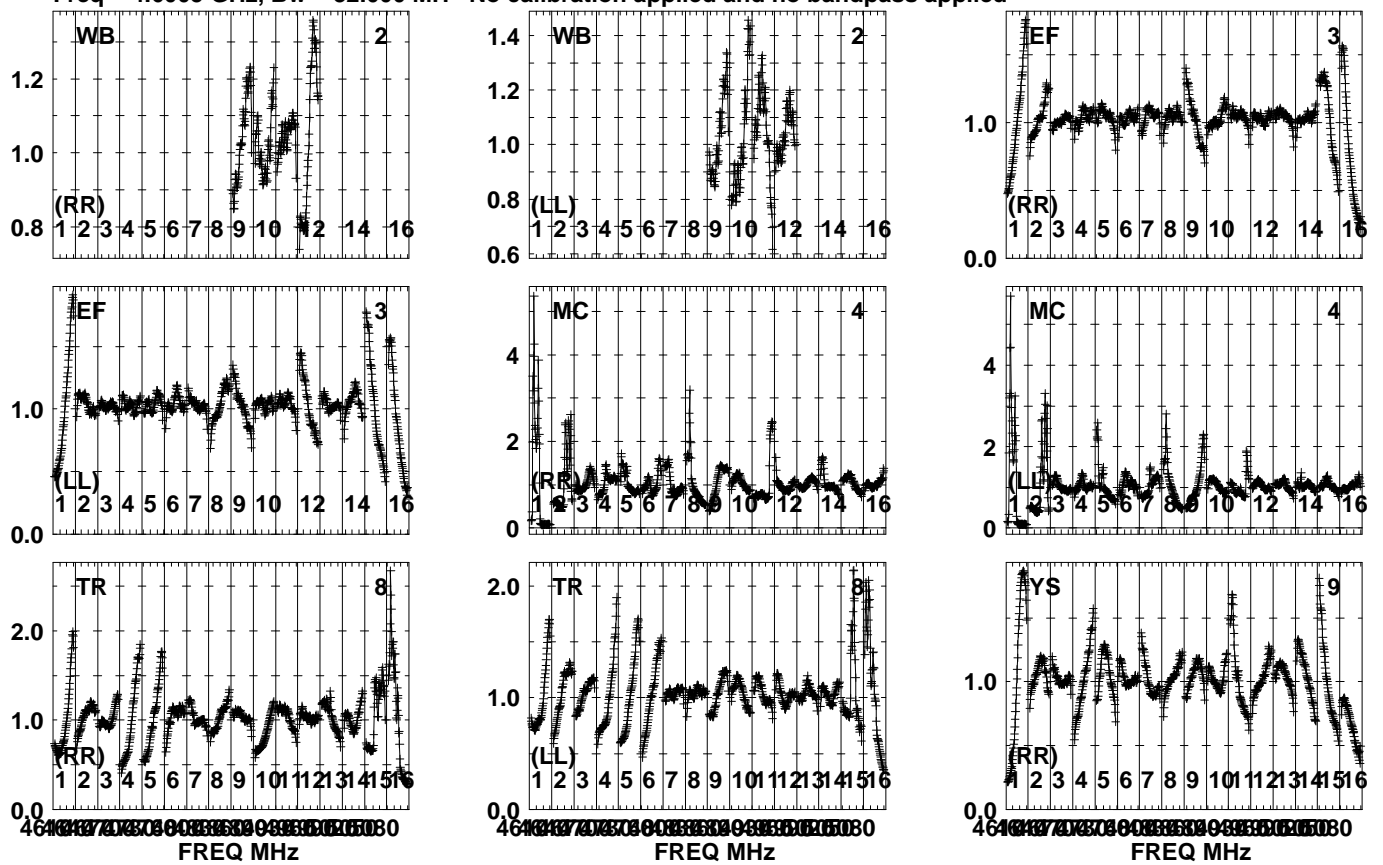 No calibration applied and no bandpass applied
WB 2
1.2
1.0
0.8
(RR)
1 2 3 4 5 6 7 8 9 10 12 14 16
WB 2
1.4
1.2
1.0
0.8
0.6
(LL)
1 2 3 4 5 6 7 8 9 10 12 14 16
EF 3
1.0
0.0
(RR)
1 2 3 4 5 6 7 8 9 10 12 14 16
EF 3
1.0
0.0
(LL)
1 2 3 4 5 6 7 8 9 10 12 14 16
MC 4
4
2
0
(RR)
1 2 3 4 5 6 7 8 9 10 12 14 16
MC 4
4
2
0
(LL)
1 2 3 4 5 6 7 8 9 10 12 14 16
TR 8
2.0
1.0
0.0
(RR)
1 2 3 4 5 6 7 8 9 10 11 12 13 14 15 16
TR 8
2.0
1.0
0.0
(LL)
1 2 3 4 5 6 7 8 9 10 12 13 14 15 16
YS 9
1.0
0.0
(RR)
1 2 4 5 6 7 8 9 10 11 12 13 14 15 16
FREQ MHz
FREQ MHz
FREQ MHz